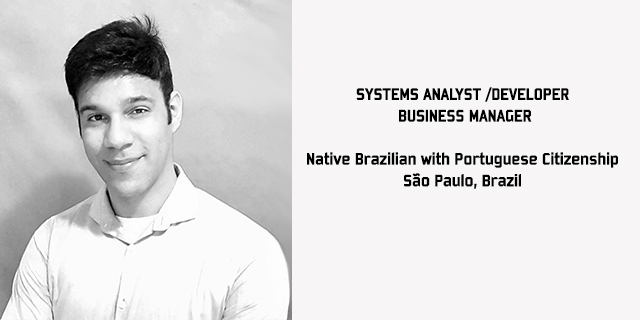 SYSTEMS ANALYST /DEVELOPER
BUSINESS MANAGER
Native Brazilian with Portuguese Citizenship
São Paulo, Brazil